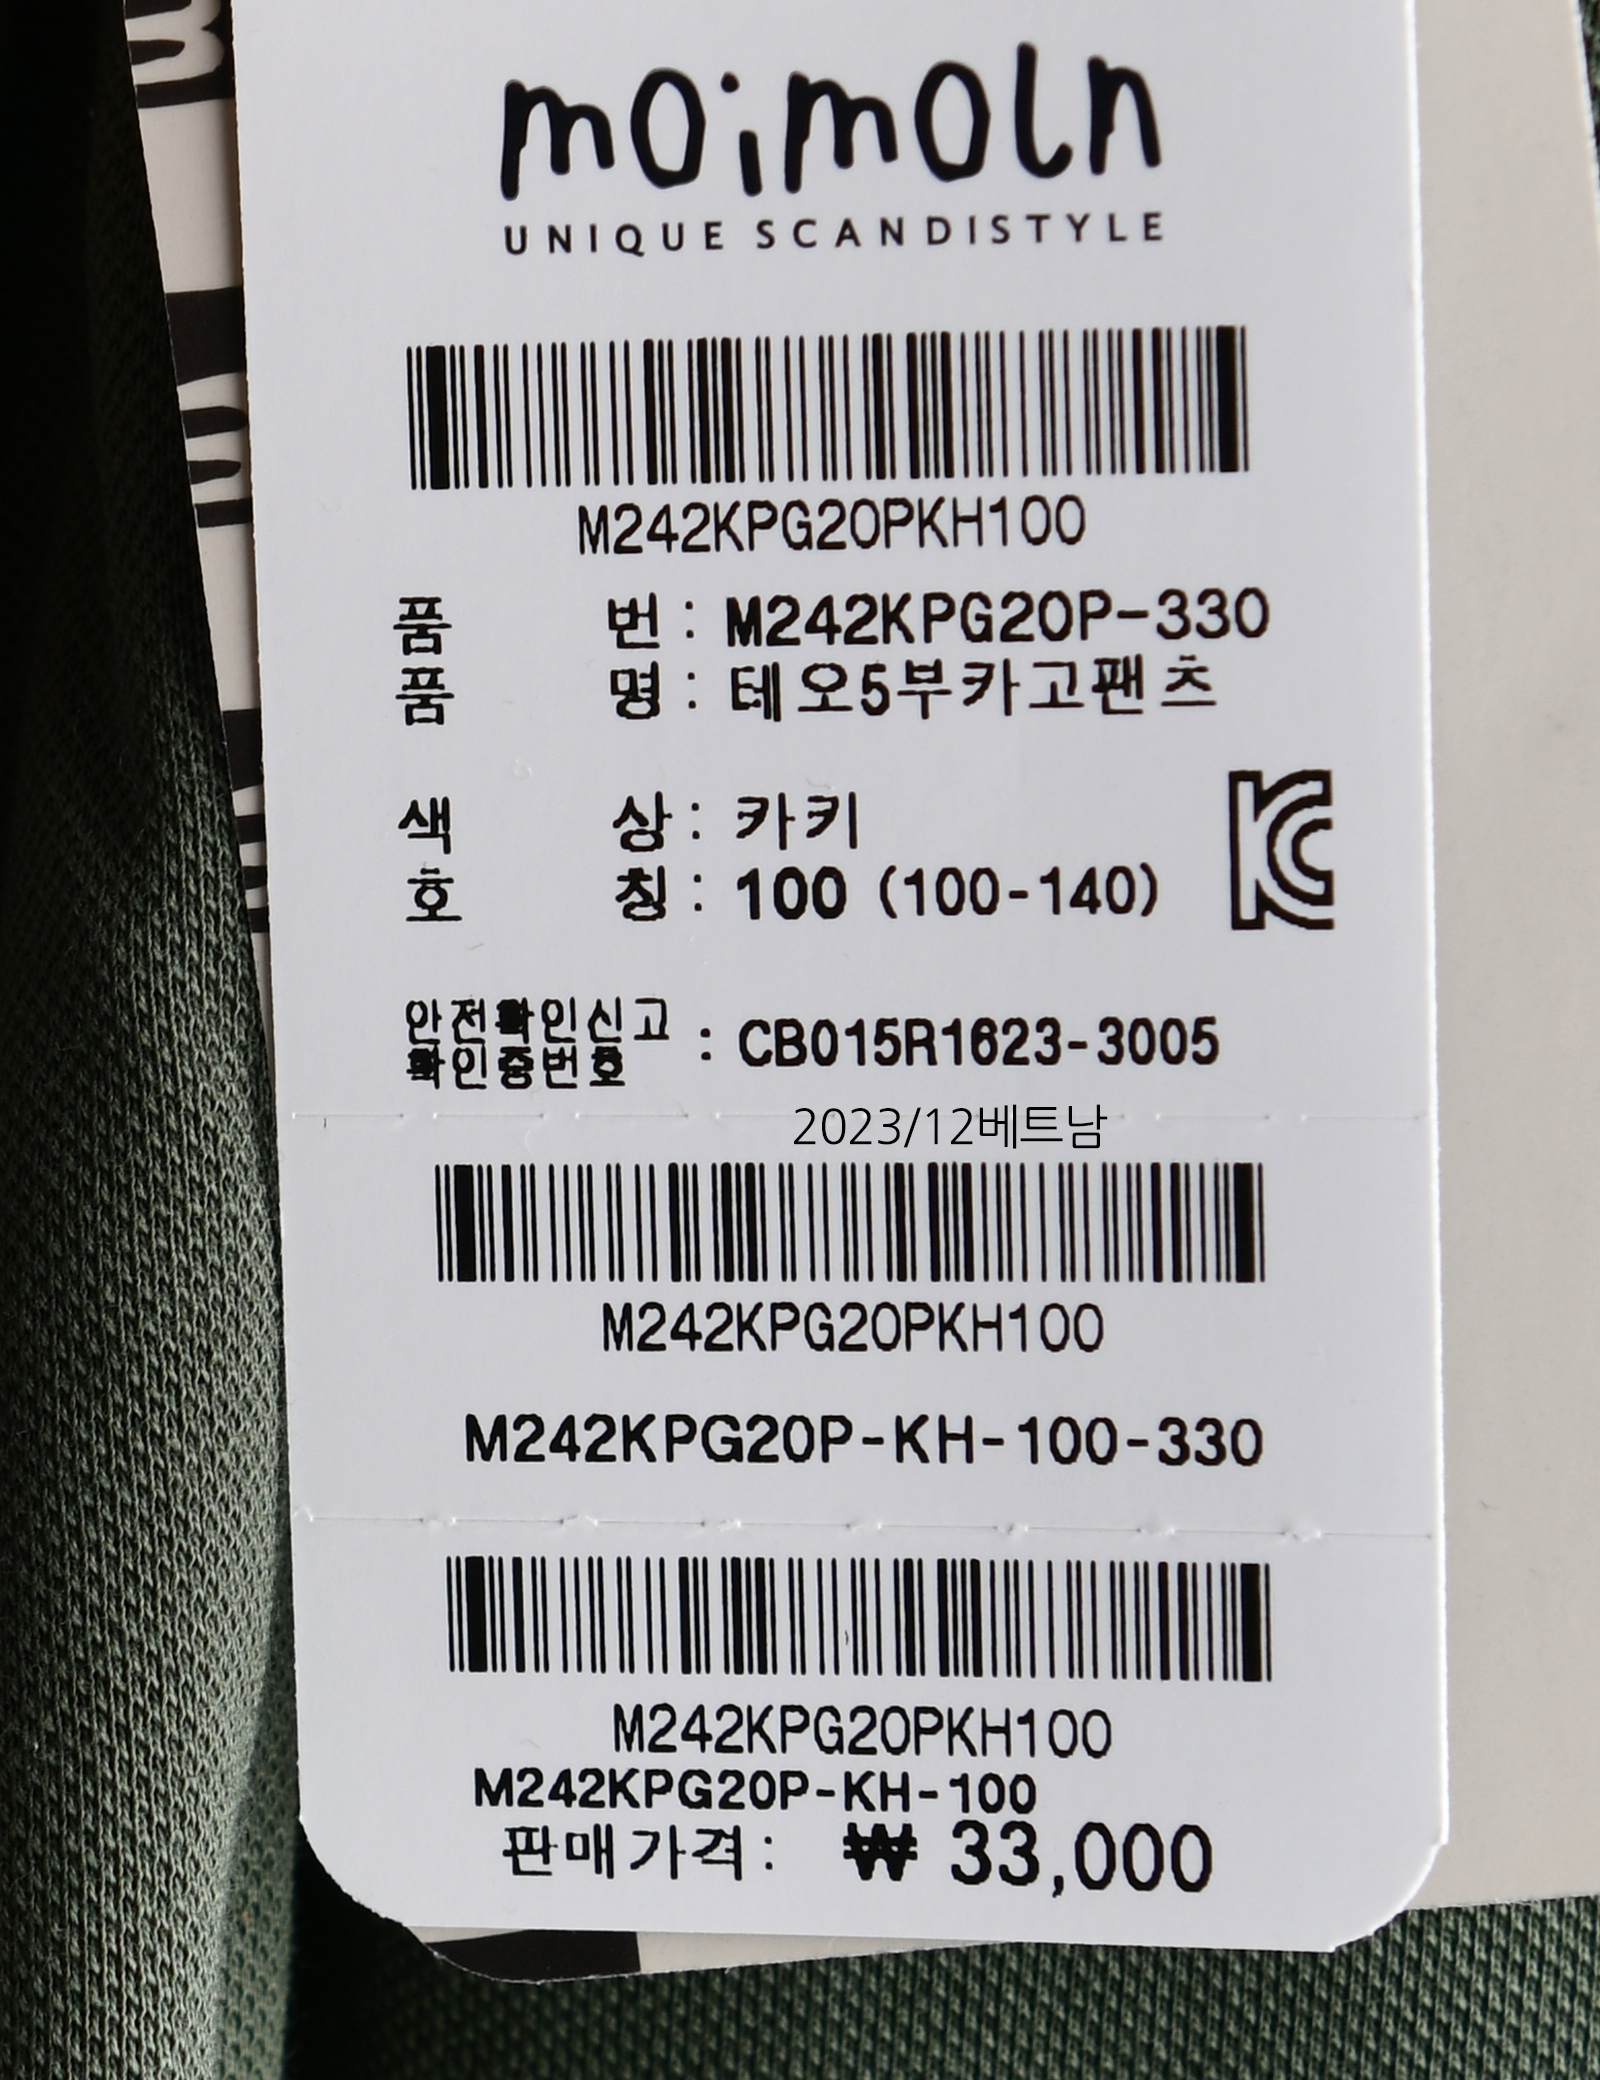 moimoln
UNIQUE SCANDISTYLE
M242KPG20PKH100
품 번 : M242KPG20P-330
품 명 : 테오5부카고팬츠
색 상 : 카키
호 칭 : 100 (100-140)
안전확인신고
확인증번호 : CB015R1623-3005
2023/12베트남
M242KPG20PKH100
M242KPG20P-KH-100-330
M242KPG20PKH100
M242KPG20P-KH-100
판매가격 : ₩ 33,000